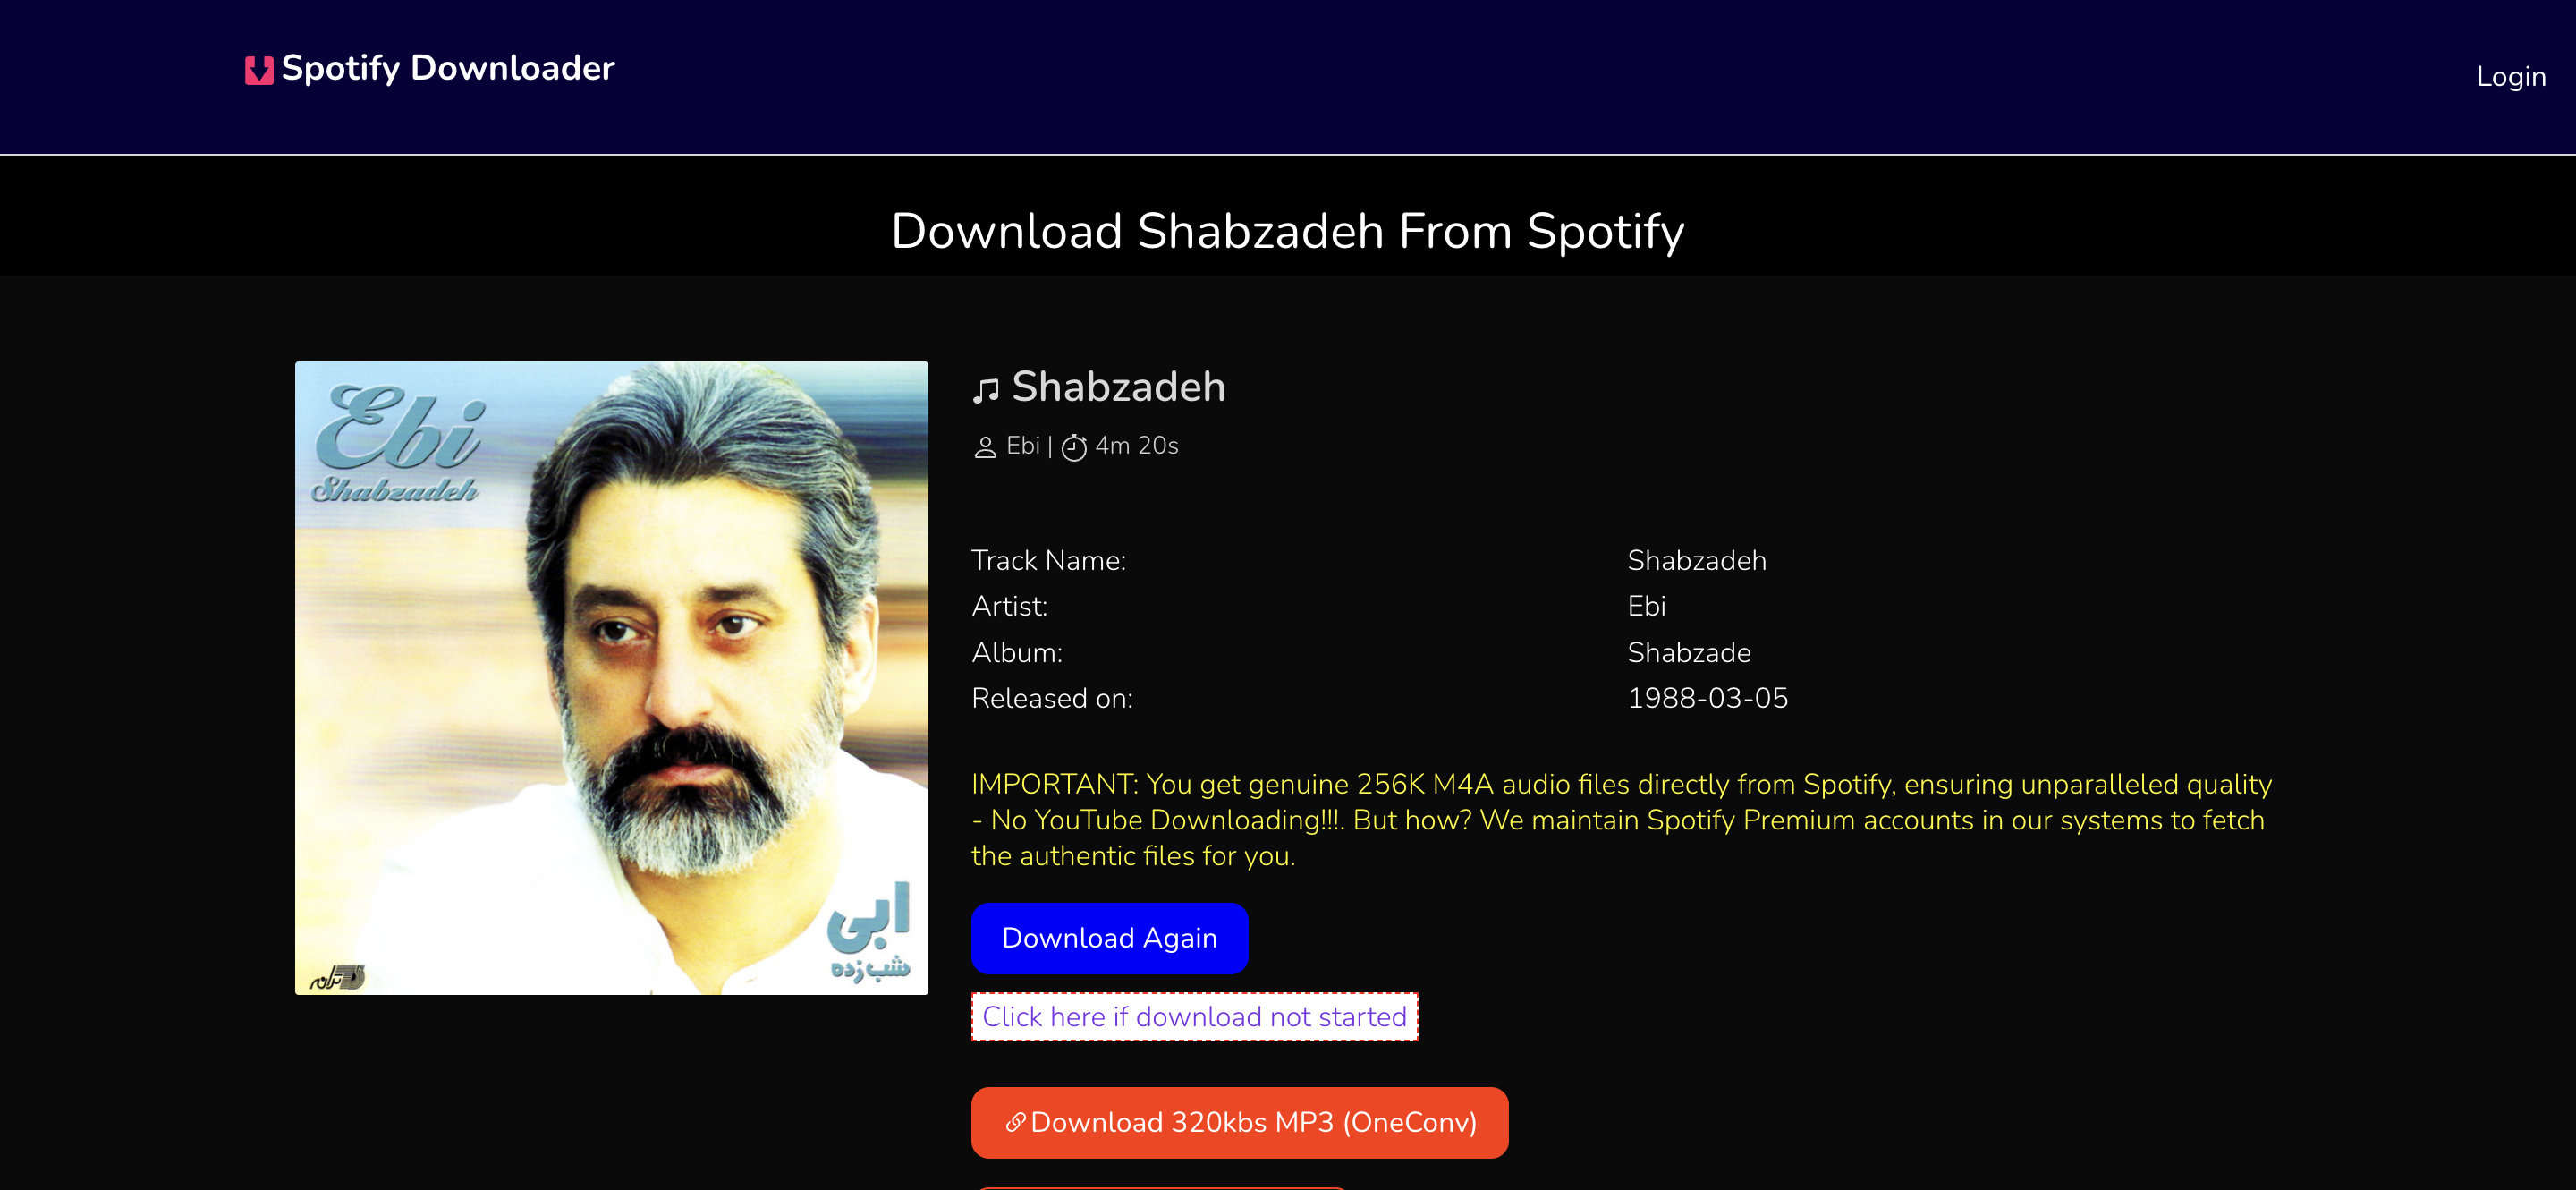 Spotify Downloader
Login
Download Shabzadeh From Spotify
Ebi
Shabzadeh
ابی
شب‌زده
ترانه
Shabzadeh
Ebi | 4m 20s
Track Name: Shabzadeh
Artist: Ebi
Album: Shabzade
Released on: 1988-03-05
IMPORTANT: You get genuine 256K M4A audio files directly from Spotify, ensuring unparalleled quality
- No YouTube Downloading!!!. But how? We maintain Spotify Premium accounts in our systems to fetch
the authentic files for you.
Download Again
Click here if download not started
Download 320kbs MP3 (OneConv)